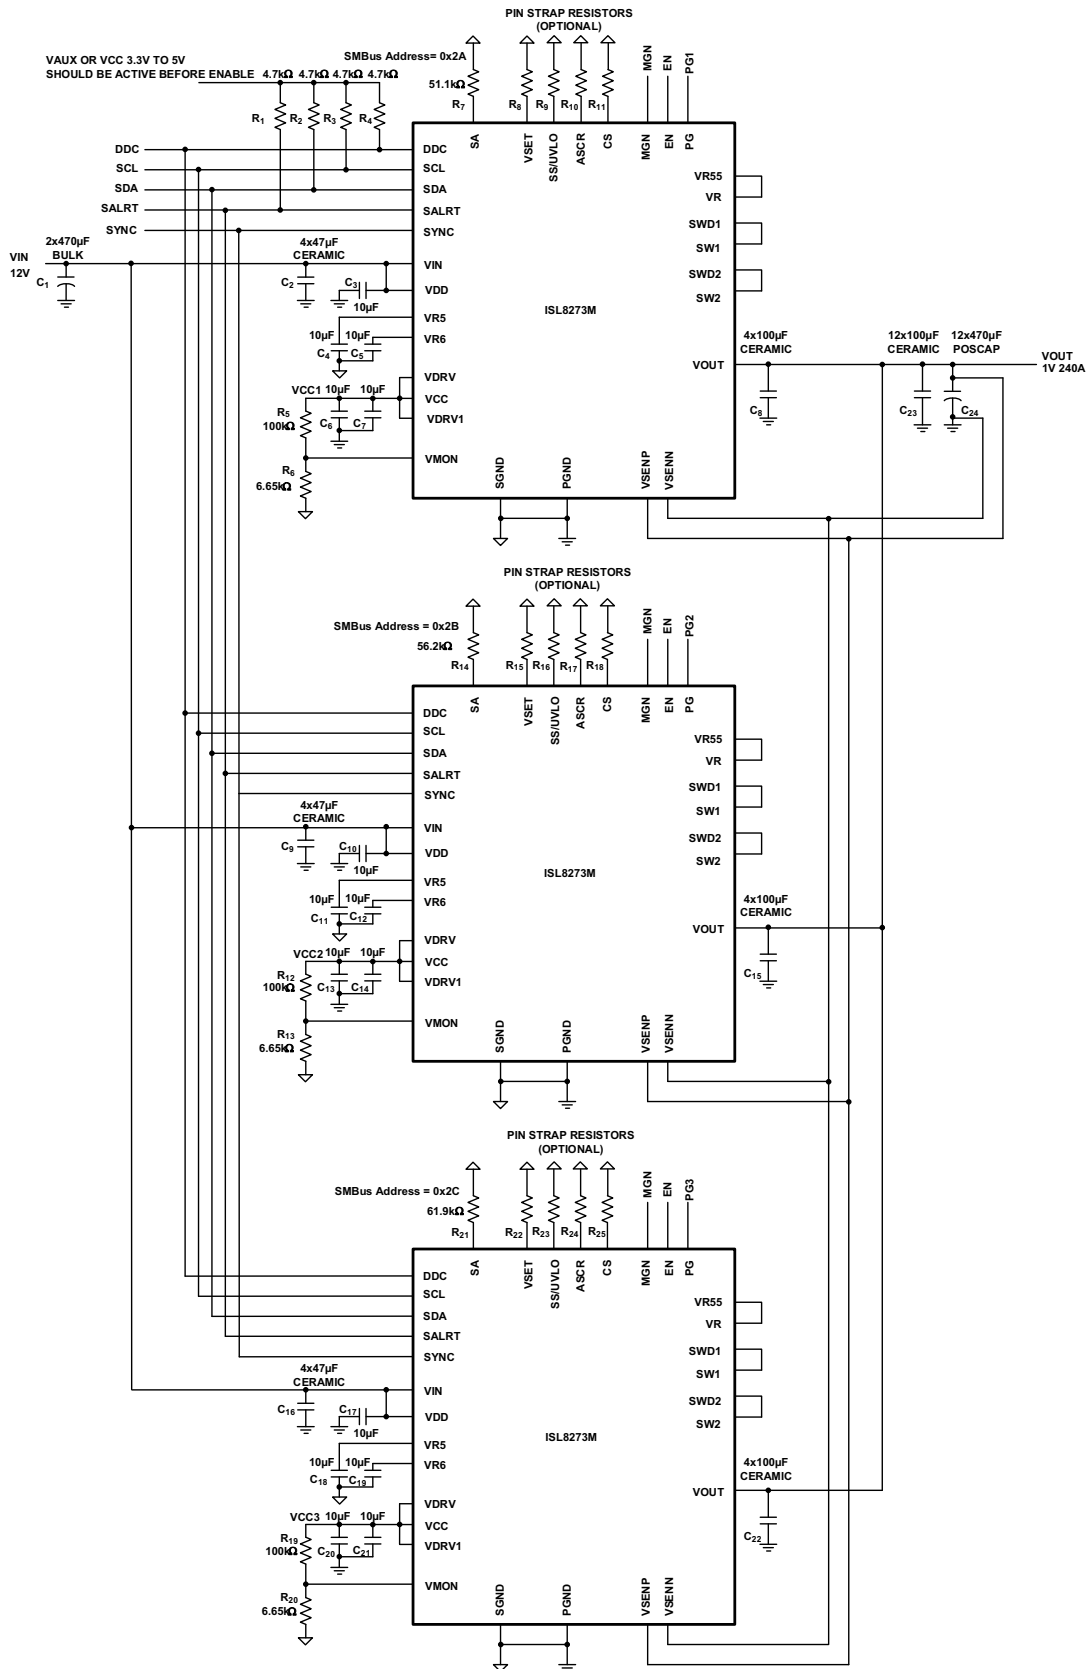 PIN STRAP RESISTORS
(OPTIONAL)
SMBus Address= 0x2A
VAUX OR VCC 3.3V TO 5V
SHOULD BE ACTIVE BEFORE ENABLE
4.7kΩ 4.7kΩ 4.7kΩ 4.7kΩ
51.1kΩ
R1 R2 R3 R4
R7 R8 R9 R10 R11
MGN EN PG1
SA VSET SS/UVLO ASCR CS MGN EN PG
DDC DDC
SCL SCL
SDA SDA
SALRT SALRT
SYNC SYNC
VR55
VR
SWD1
SW1
SWD2
SW2
VIN
12V
2x470µF
BULK
C1
4x47µF
CERAMIC
C2
C3
10µF
VIN
VDD
ISL8273M
VR5
VR6
10µF 10µF
C4 C5
VDRV
VCC
VDRV1
VCC1 10µF 10µF
R5
100kΩ
C6 C7
VMON
R6
6.65kΩ
SGND PGND VSENP VSENN
VOUT
4x100µF
CERAMIC
C8
12x100µF
CERAMIC
C23
12x470µF
POSCAP
C24
VOUT
1V 240A
PIN STRAP RESISTORS
(OPTIONAL)
SMBus Address = 0x2B
56.2kΩ
R14 R15 R16 R17 R18
MGN EN PG2
SA VSET SS/UVLO ASCR CS MGN EN PG
DDC
SCL
SDA
SALRT
SYNC
VR55
VR
SWD1
SW1
SWD2
SW2
4x47µF
CERAMIC
C9
C10
10µF
VIN
VDD
ISL8273M
VR5
VR6
10µF 10µF
C11 C12
VDRV
VCC
VDRV1
VCC2 10µF 10µF
R12
100kΩ
C13 C14
VMON
R13
6.65kΩ
SGND PGND VSENP VSENN
VOUT
4x100µF
CERAMIC
C15
PIN STRAP RESISTORS
(OPTIONAL)
SMBus Address = 0x2C
61.9kΩ
R21 R22 R23 R24 R25
MGN EN PG3
SA VSET SS/UVLO ASCR CS MGN EN PG
DDC
SCL
SDA
SALRT
SYNC
VR55
VR
SWD1
SW1
SWD2
SW2
4x47µF
CERAMIC
C16
C17
10µF
VIN
VDD
ISL8273M
VR5
VR6
10µF 10µF
C18 C19
VDRV
VCC
VDRV1
VCC3 10µF 10µF
R19
100kΩ
C20 C21
VMON
R20
6.65kΩ
SGND PGND VSENP VSENN
VOUT
4x100µF
CERAMIC
C22